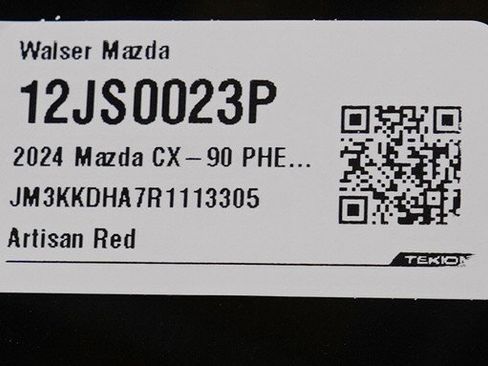 Walser Mazda
12JS0023P
2024 Mazda CX-90 PHE...
JM3KKDHA7R1113305
Artisan Red
TEKION